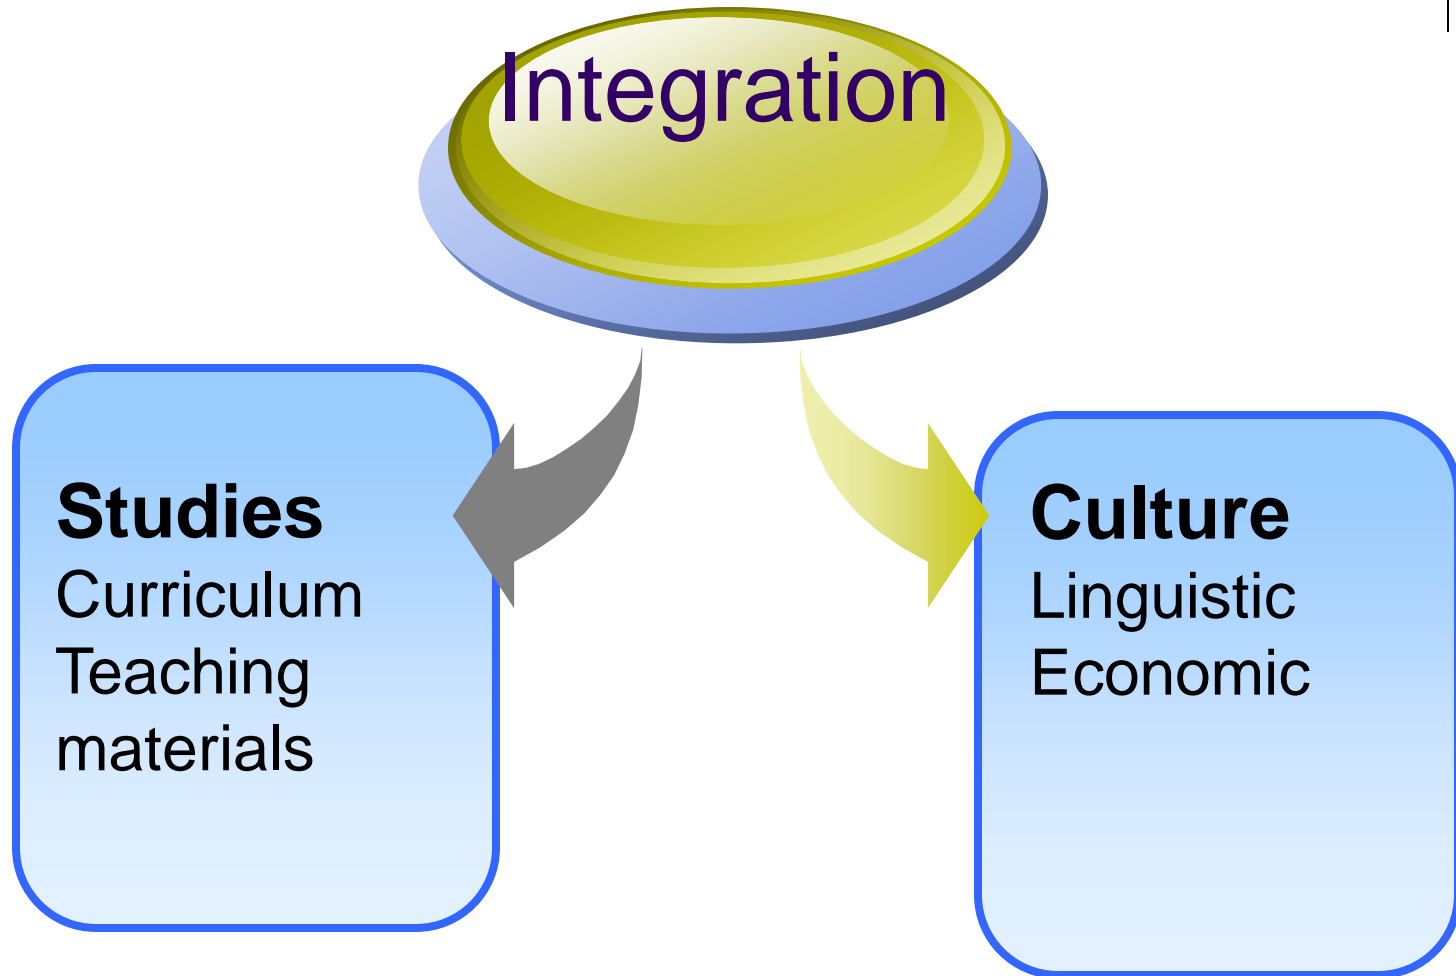 Integration
Studies
Curriculum
Teaching
materials
Culture
Linguistic
Economic